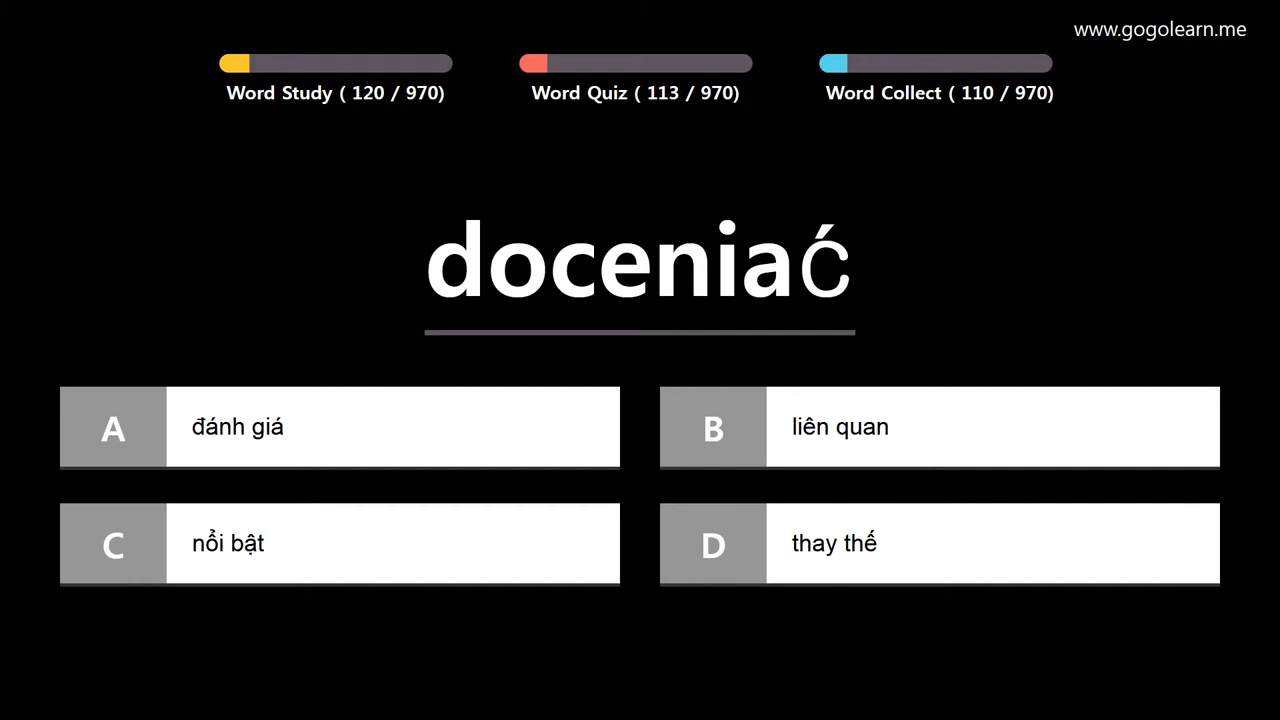 www.gogolearn.me
Word Study ( 120 / 970)
Word Quiz ( 113 / 970)
Word Collect ( 110 / 970)
doceniać
A đánh giá
B liên quan
C nổi bật
D thay thế